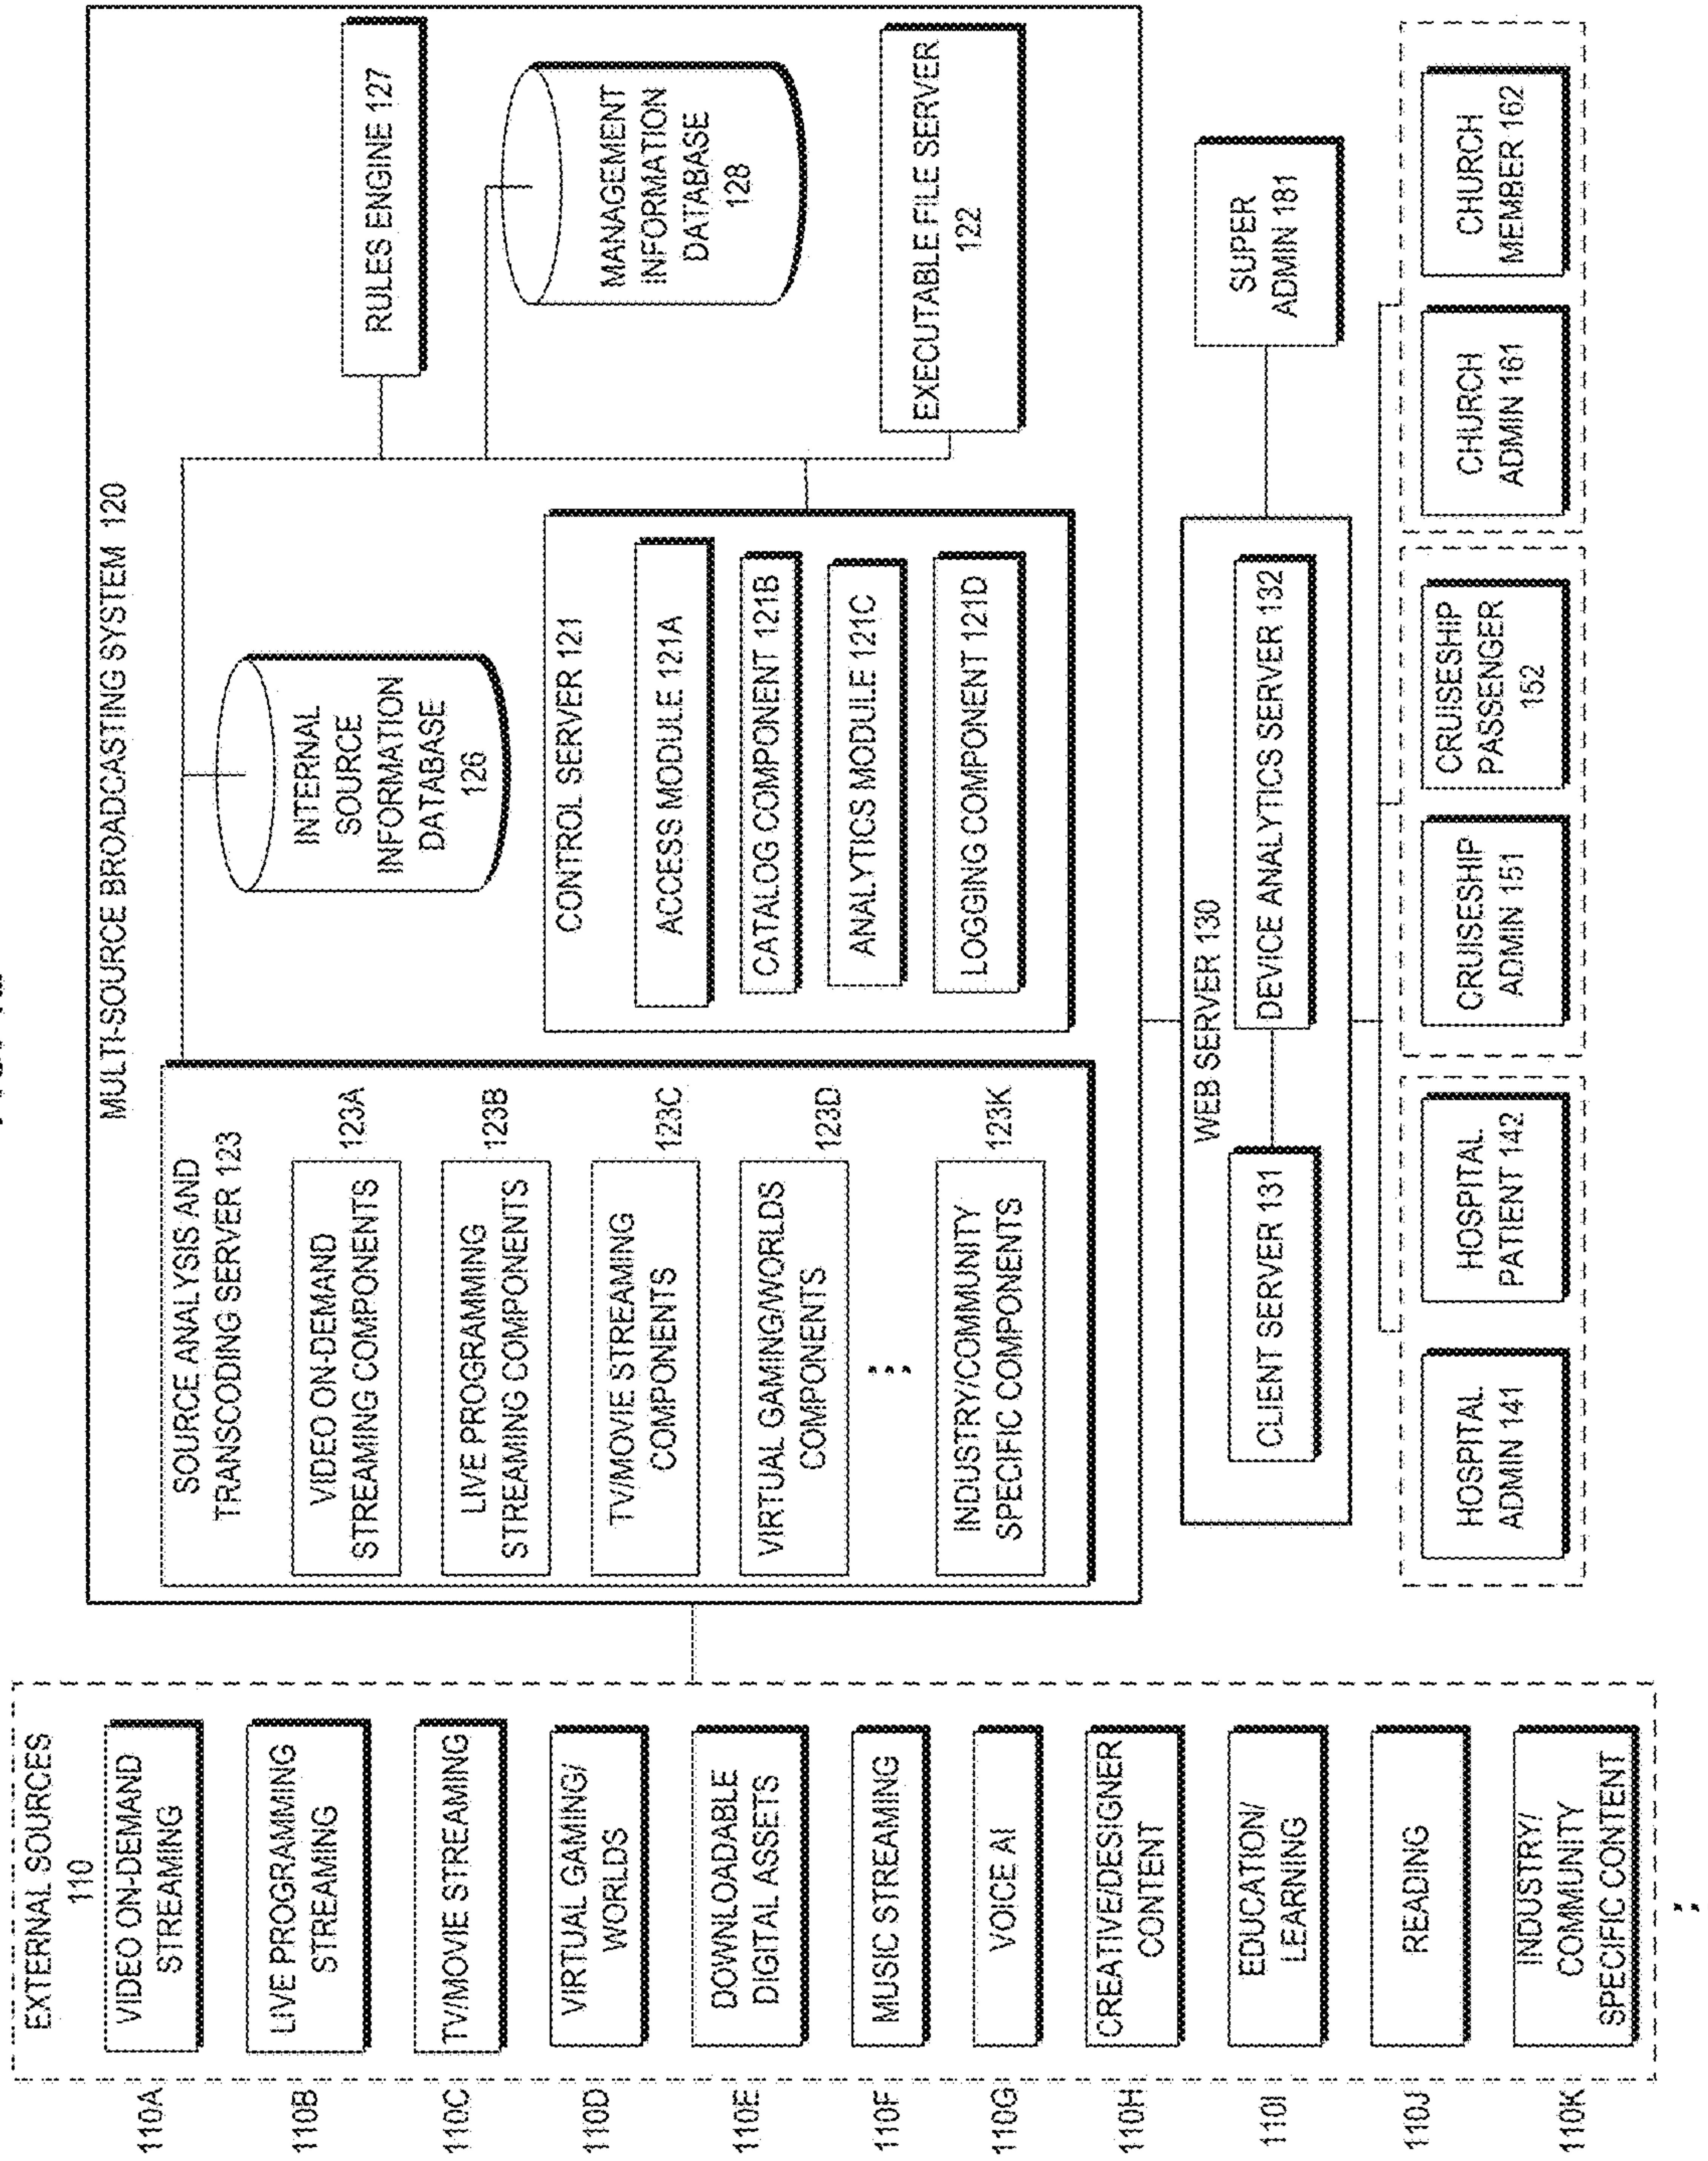 EXTERNAL SOURCES
110
110A
VIDEO ON-DEMAND
STREAMING
110B
LIVE PROGRAMMING
STREAMING
110C
TV/MOVIE STREAMING
110D
VIRTUAL GAMING/
WORLDS
110E
DOWNLOADABLE
DIGITAL ASSETS
110F
MUSIC STREAMING
110G
VOICE AI
110H
CREATIVE/DESIGNER
CONTENT
110I
EDUCATION/
LEARNING
110J
READING
110K
INDUSTRY/
COMMUNITY
SPECIFIC CONTENT
MULTI-SOURCE BROADCASTING SYSTEM 120
SOURCE ANALYSIS AND
TRANSCODING SERVER 123
VIDEO ON-DEMAND
STREAMING COMPONENTS
123A
LIVE PROGRAMMING
STREAMING COMPONENTS
123B
TV/MOVIE STREAMING
COMPONENTS
123C
VIRTUAL GAMING/WORLDS
COMPONENTS
123D
INDUSTRY/COMMUNITY
SPECIFIC COMPONENTS
123K
INTERNAL
SOURCE
INFORMATION
DATABASE
126
CONTROL SERVER 121
ACCESS MODULE 121A
CATALOG COMPONENT 121B
ANALYTICS MODULE 121C
LOGGING COMPONENT 121D
RULES ENGINE 127
MANAGEMENT
INFORMATION
DATABASE
128
EXECUTABLE FILE SERVER
122
WEB SERVER 130
CLIENT SERVER 131
DEVICE ANALYTICS SERVER 132
SUPER
ADMIN 181
HOSPITAL
ADMIN 141
HOSPITAL
PATIENT 142
CRUISESHIP
ADMIN 151
CRUISESHIP
PASSENGER
152
CHURCH
ADMIN 161
CHURCH
MEMBER 162